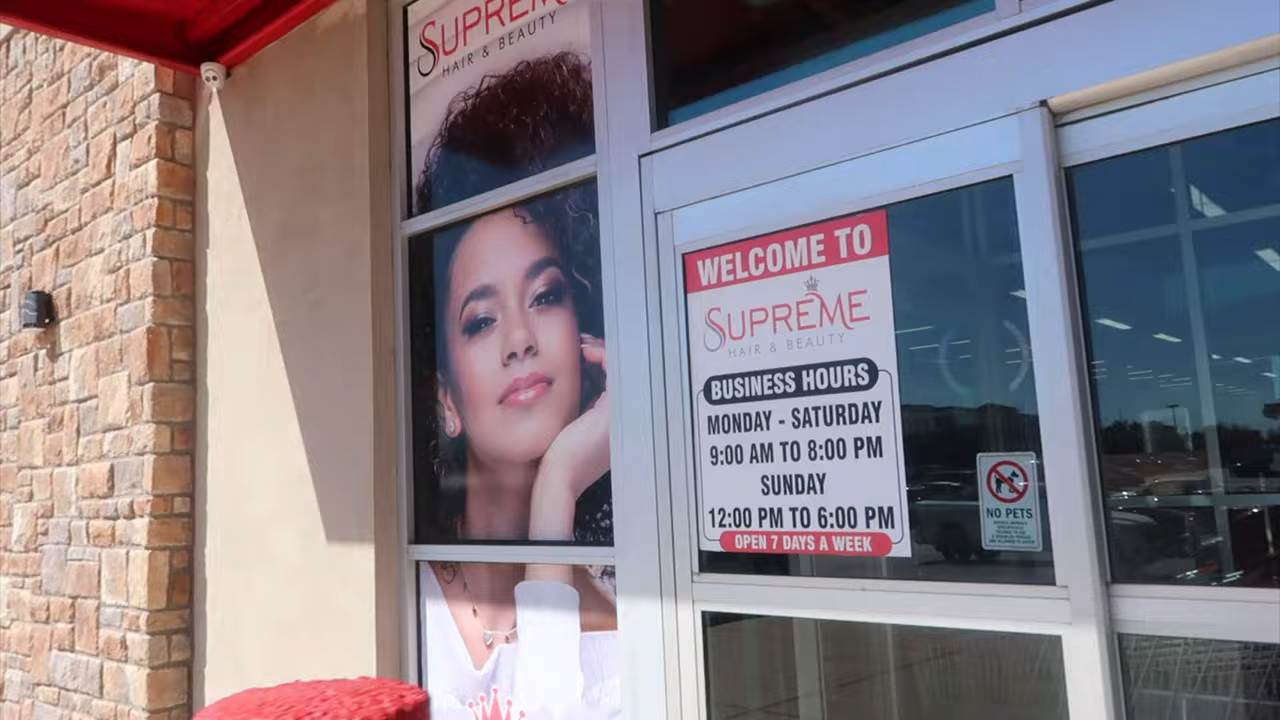 SUPREME
HAIR & BEAUTY
WELCOME TO
SUPREME
HAIR & BEAUTY
BUSINESS HOURS
MONDAY - SATURDAY
9:00 AM TO 8:00 PM
SUNDAY
12:00 PM TO 6:00 PM
OPEN 7 DAYS A WEEK
NO PETS